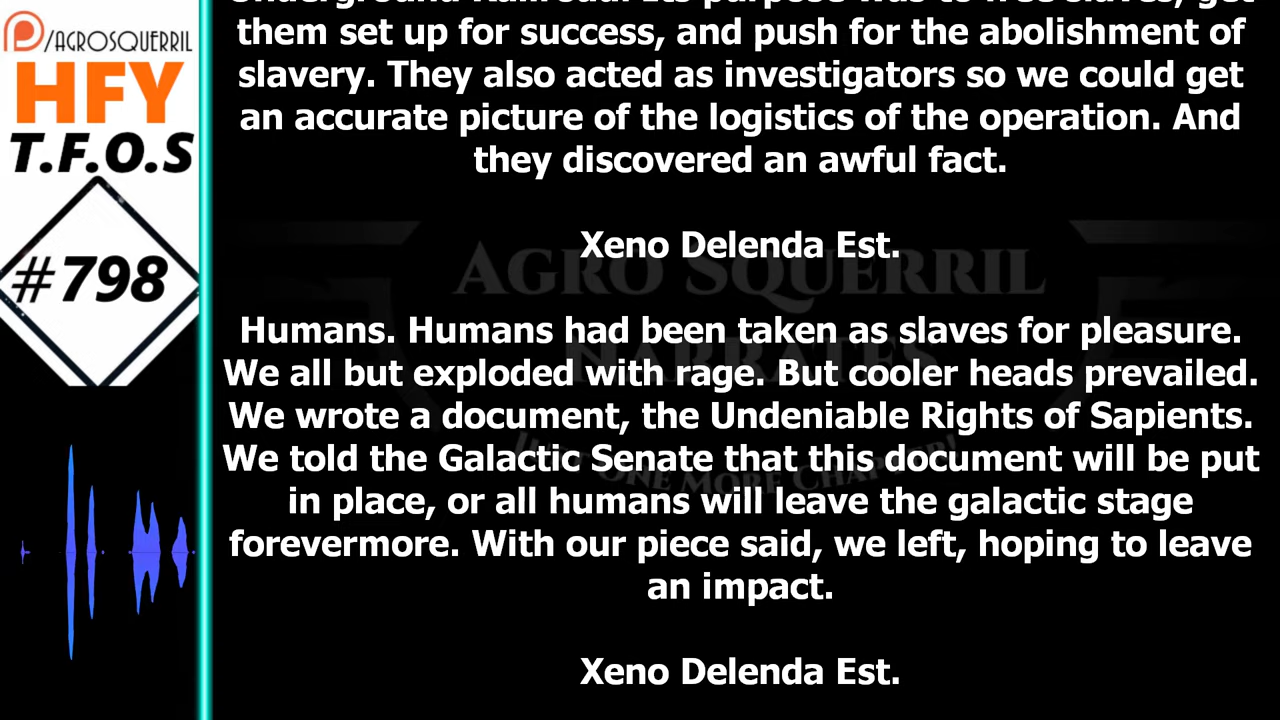 /AGROSQUERRIL
HFY
T.F.O.S
#798
them set up for success, and push for the abolishment of
slavery. They also acted as investigators so we could get
an accurate picture of the logistics of the operation. And
they discovered an awful fact.
Xeno Delenda Est.
AGRO SQUERRIL
NARRATES
Humans. Humans had been taken as slaves for pleasure.
We all but exploded with rage. But cooler heads prevailed.
We wrote a document, the Undeniable Rights of Sapients.
We told the Galactic Senate that this document will be put
in place, or all humans will leave the galactic stage
forevermore. With our piece said, we left, hoping to leave
an impact.
Xeno Delenda Est.